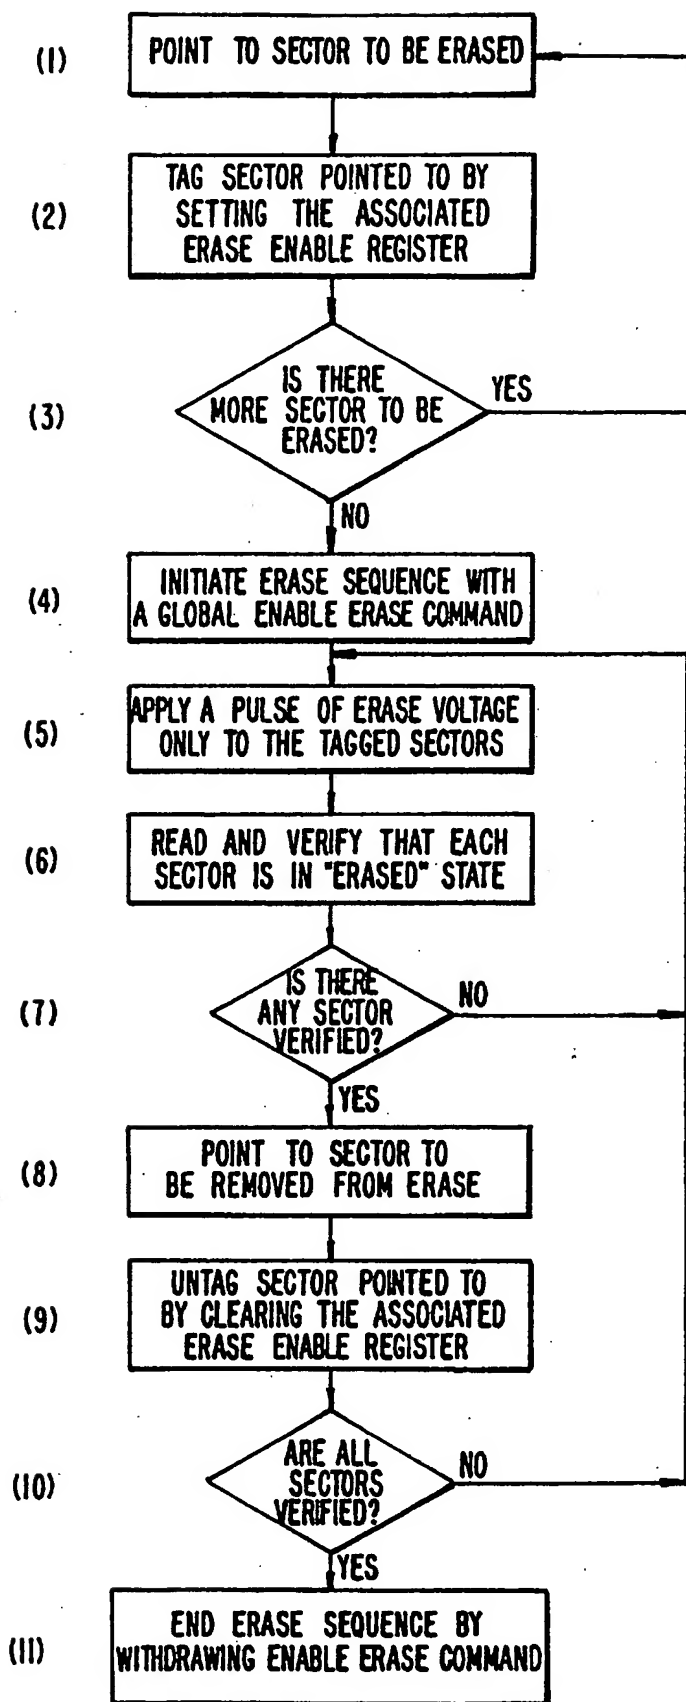 (1)
POINT TO SECTOR TO BE ERASED
(2)
TAG SECTOR POINTED TO BY
SETTING THE ASSOCIATED
ERASE ENABLE REGISTER
(3)
IS THERE
MORE SECTOR TO BE
ERASED?
YES
NO
(4)
INITIATE ERASE SEQUENCE WITH
A GLOBAL ENABLE ERASE COMMAND
(5)
APPLY A PULSE OF ERASE VOLTAGE
ONLY TO THE TAGGED SECTORS
(6)
READ AND VERIFY THAT EACH
SECTOR IS IN "ERASED" STATE
(7)
IS THERE
ANY SECTOR
VERIFIED?
NO
YES
(8)
POINT TO SECTOR TO
BE REMOVED FROM ERASE
(9)
UNTAG SECTOR POINTED TO
BY CLEARING THE ASSOCIATED
ERASE ENABLE REGISTER
(10)
ARE ALL
SECTORS
VERIFIED?
NO
YES
(11)
END ERASE SEQUENCE BY
WITHDRAWING ENABLE ERASE COMMAND